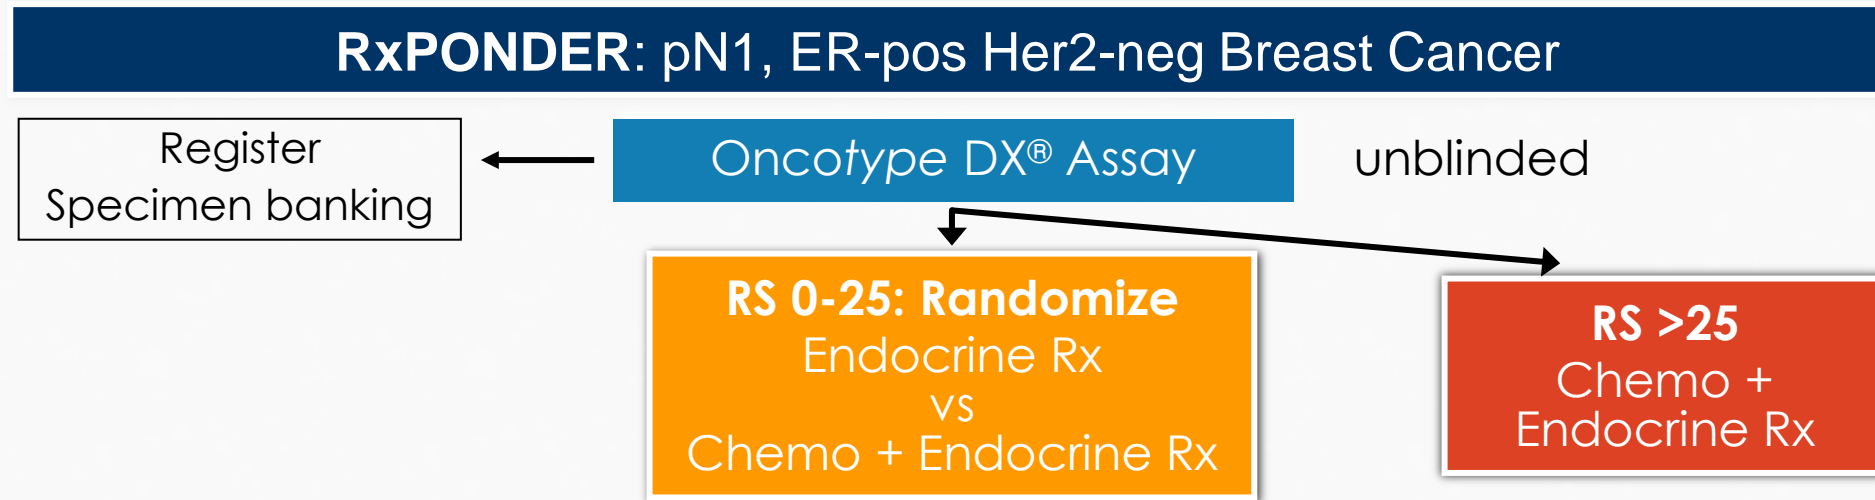 RxPONDER: pN1, ER-pos Her2-neg Breast Cancer
Register
Specimen banking
Oncotype DX® Assay
unblinded
RS 0-25: Randomize
Endocrine Rx
vs
Chemo + Endocrine Rx
RS >25
Chemo +
Endocrine Rx